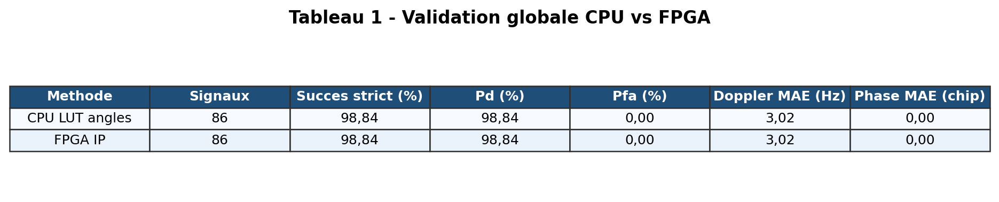 Tableau 1 - Validation globale CPU vs FPGA
Methode Signaux Succes strict (%) Pd (%) Pfa (%) Doppler MAE (Hz) Phase MAE (chip)
CPU LUT angles 86 98,84 98,84 0,00 3,02 0,00
FPGA IP 86 98,84 98,84 0,00 3,02 0,00